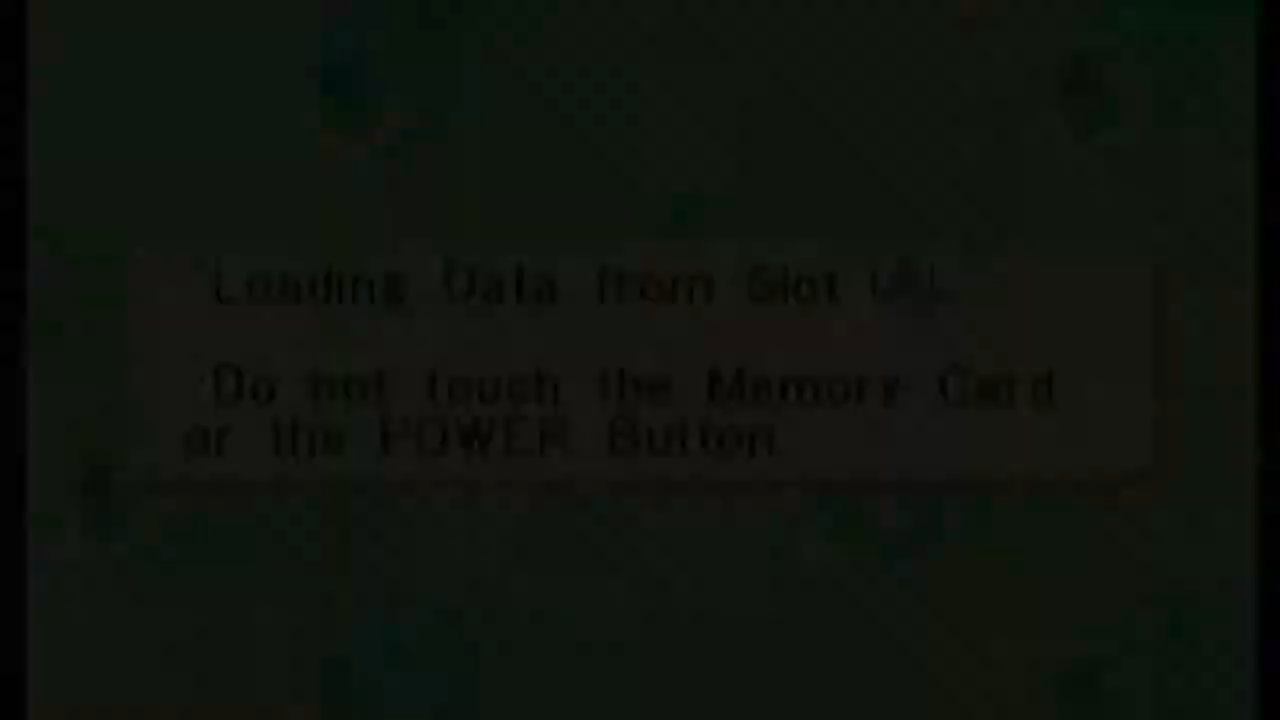 Loading Data from Slot
Do not touch the Memory Card
or the POWER Button